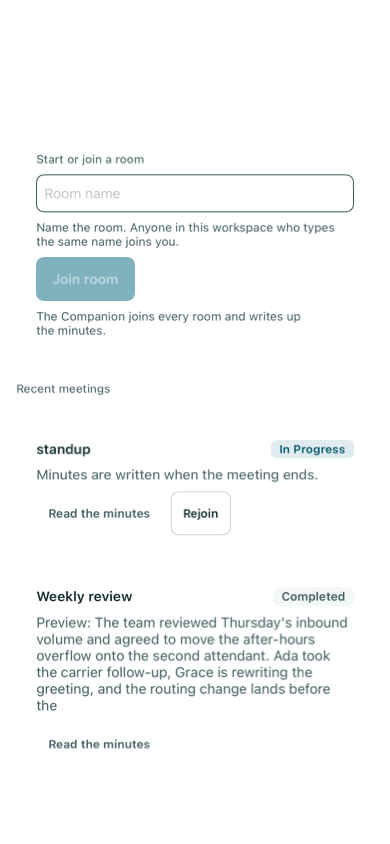 Start or join a room
Room name
Name the room. Anyone in this workspace who types
the same name joins you.
Join room
The Companion joins every room and writes up
the minutes.
Recent meetings
standup
In Progress
Minutes are written when the meeting ends.
Read the minutes
Rejoin
Weekly review
Completed
Preview: The team reviewed Thursday's inbound
volume and agreed to move the after-hours
overflow onto the second attendant. Ada took
the carrier follow-up, Grace is rewriting the
greeting, and the routing change lands before
the
Read the minutes